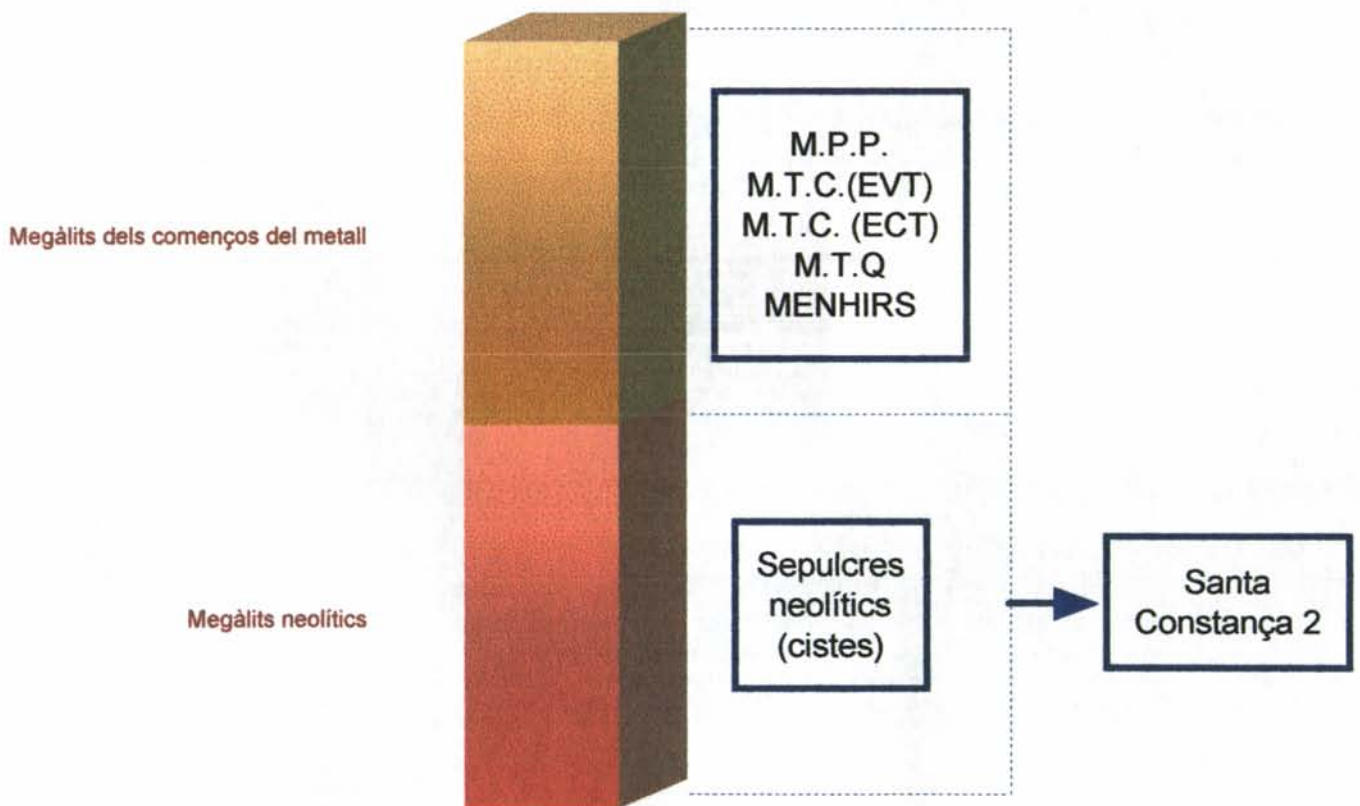 Megàlits dels començos del metall
M.P.P.
M.T.C.(EVT)
M.T.C. (ECT)
M.T.Q
MENHIRS
Megàlits neolítics
Sepulcres
neolítics
(cistes)
Santa
Constança 2